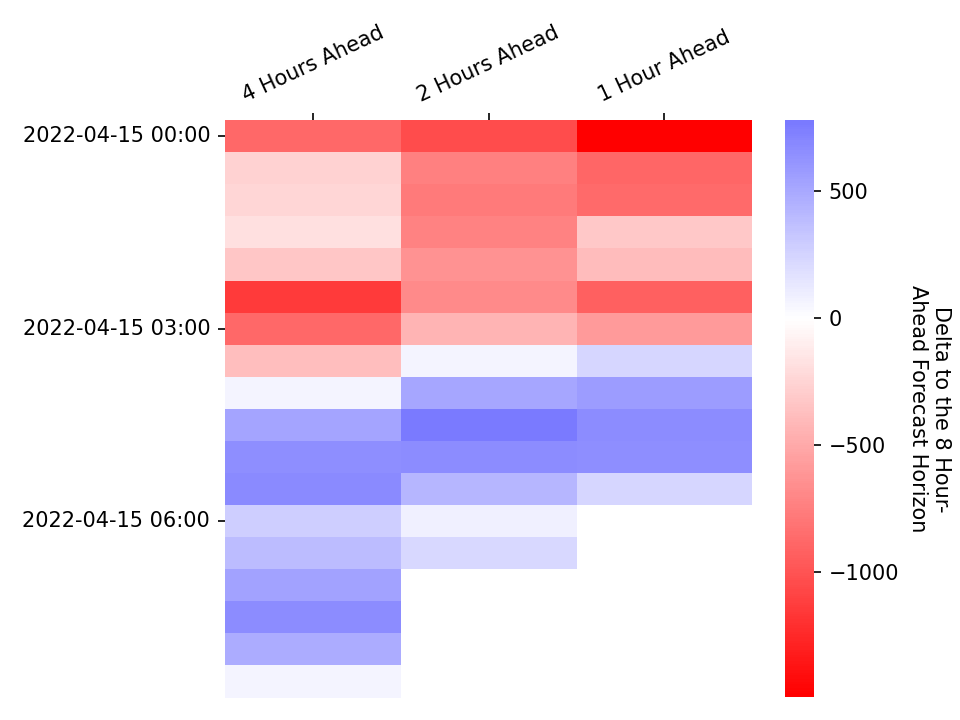 4 Hours Ahead
2 Hours Ahead
1 Hour Ahead
2022-04-15 00:00
2022-04-15 03:00
2022-04-15 06:00
500
0
−500
−1000
Delta to the 8 Hour-
Ahead Forecast Horizon